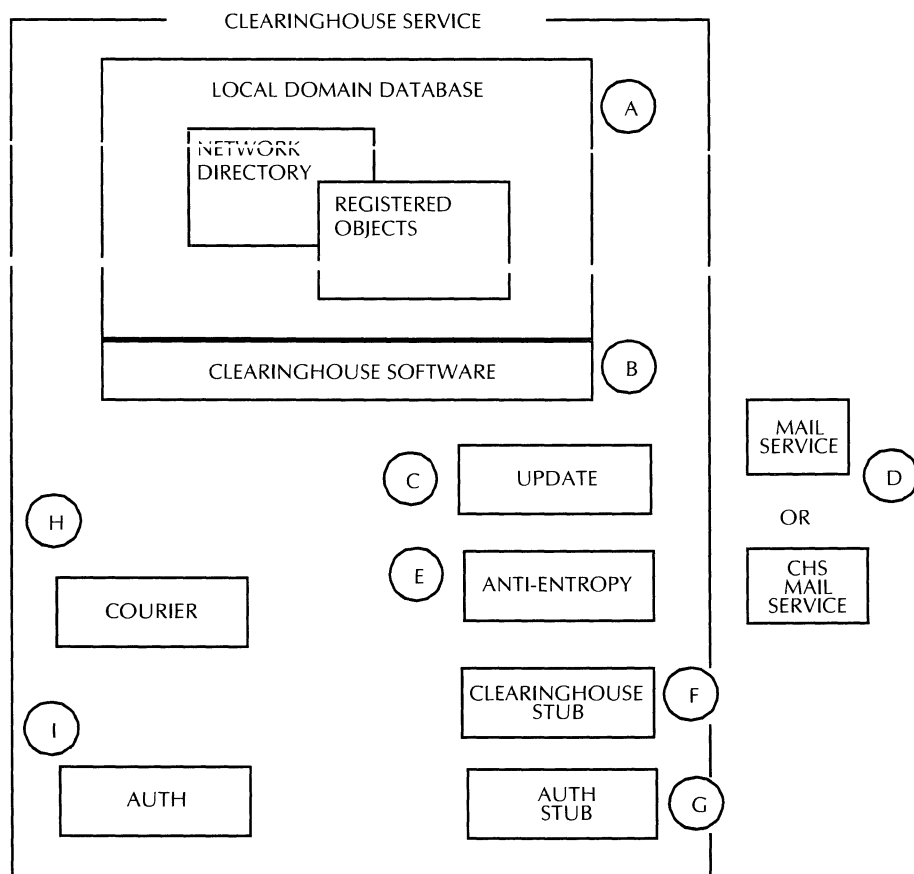 CLEARINGHOUSE SERVICE
LOCAL DOMAIN DATABASE
A
NETWORK
DIRECTORY
REGISTERED
OBJECTS
CLEARINGHOUSE SOFTWARE
B
MAIL
SERVICE
D
C
UPDATE
OR
H
E
ANTI-ENTROPY
CHS
MAIL
SERVICE
COURIER
CLEARINGHOUSE
STUB
F
I
AUTH
AUTH
STUB
G